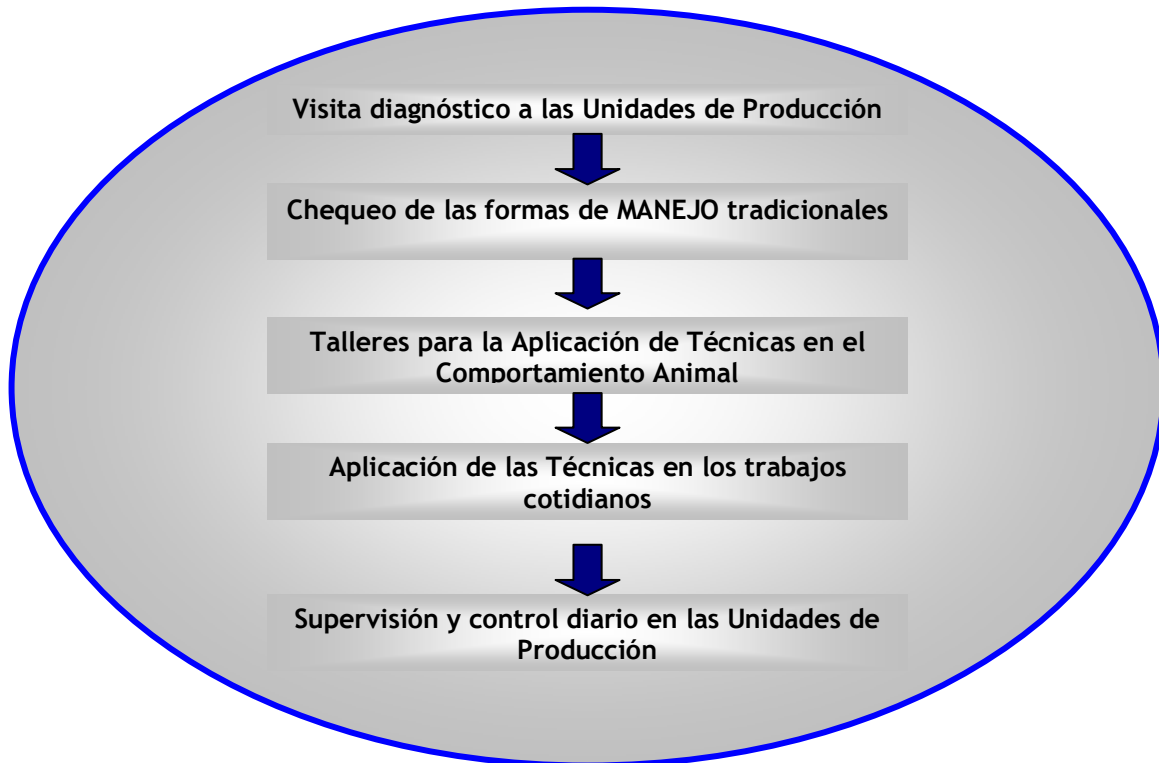 Visita diagnóstico a las Unidades de Producción
Chequeo de las formas de MANEJO tradicionales
Talleres para la Aplicación de Técnicas en el
Comportamiento Animal
Aplicación de las Técnicas en los trabajos
cotidianos
Supervisión y control diario en las Unidades de
Producción